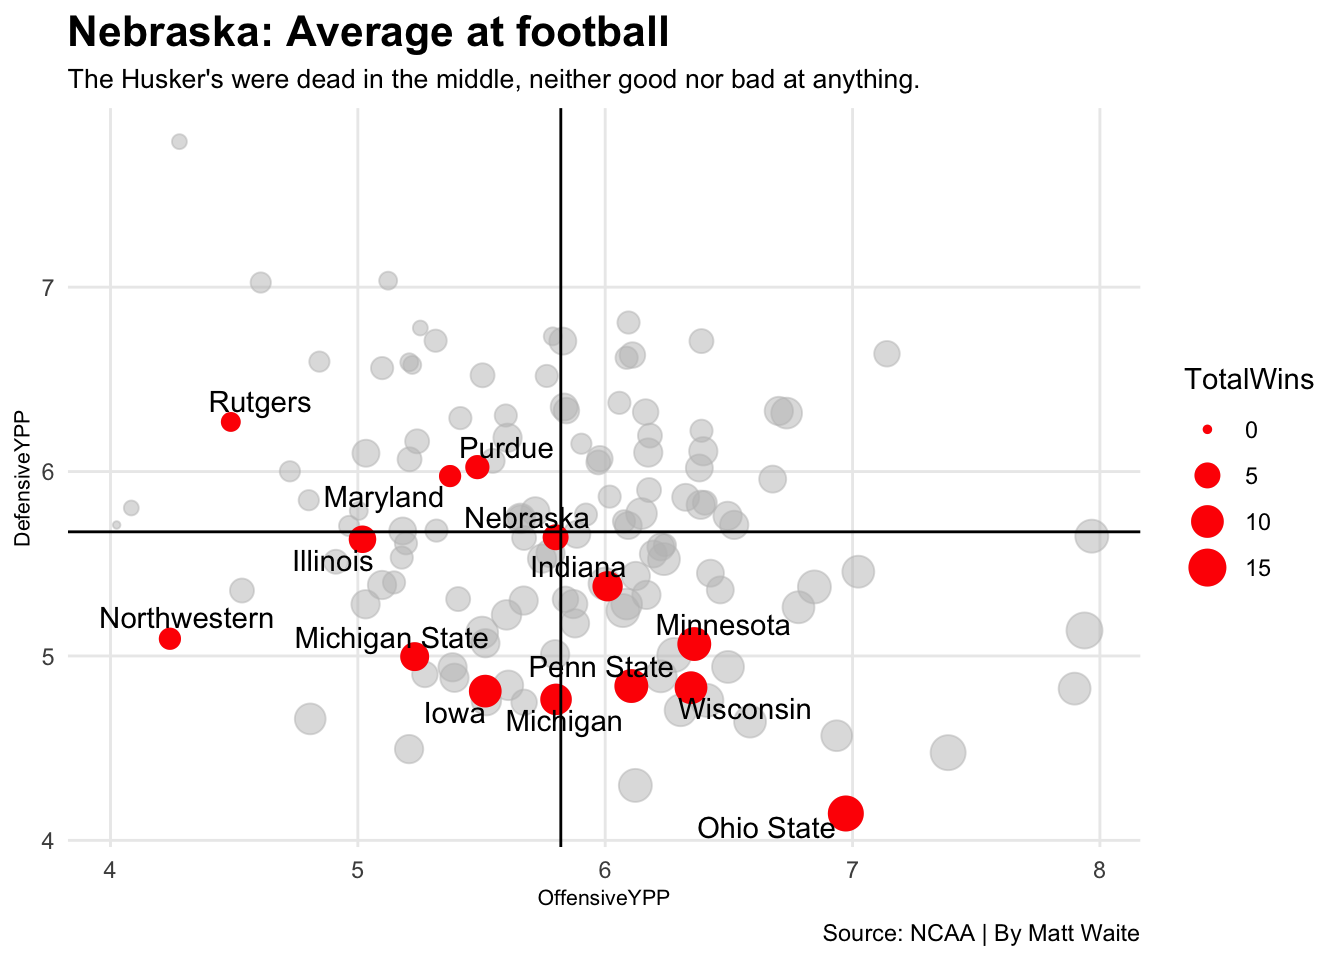 Nebraska: Average at football
The Husker's were dead in the middle, neither good nor bad at anything.
DefensiveYPP
7
6
5
4
Rutgers
Purdue
Maryland
Nebraska
Illinois
Indiana
Northwestern
Minnesota
Michigan State
Penn State
Iowa
Michigan
Wisconsin
Ohio State
4
5
6
7
8
OffensiveYPP
TotalWins
0
5
10
15
Source: NCAA | By Matt Waite